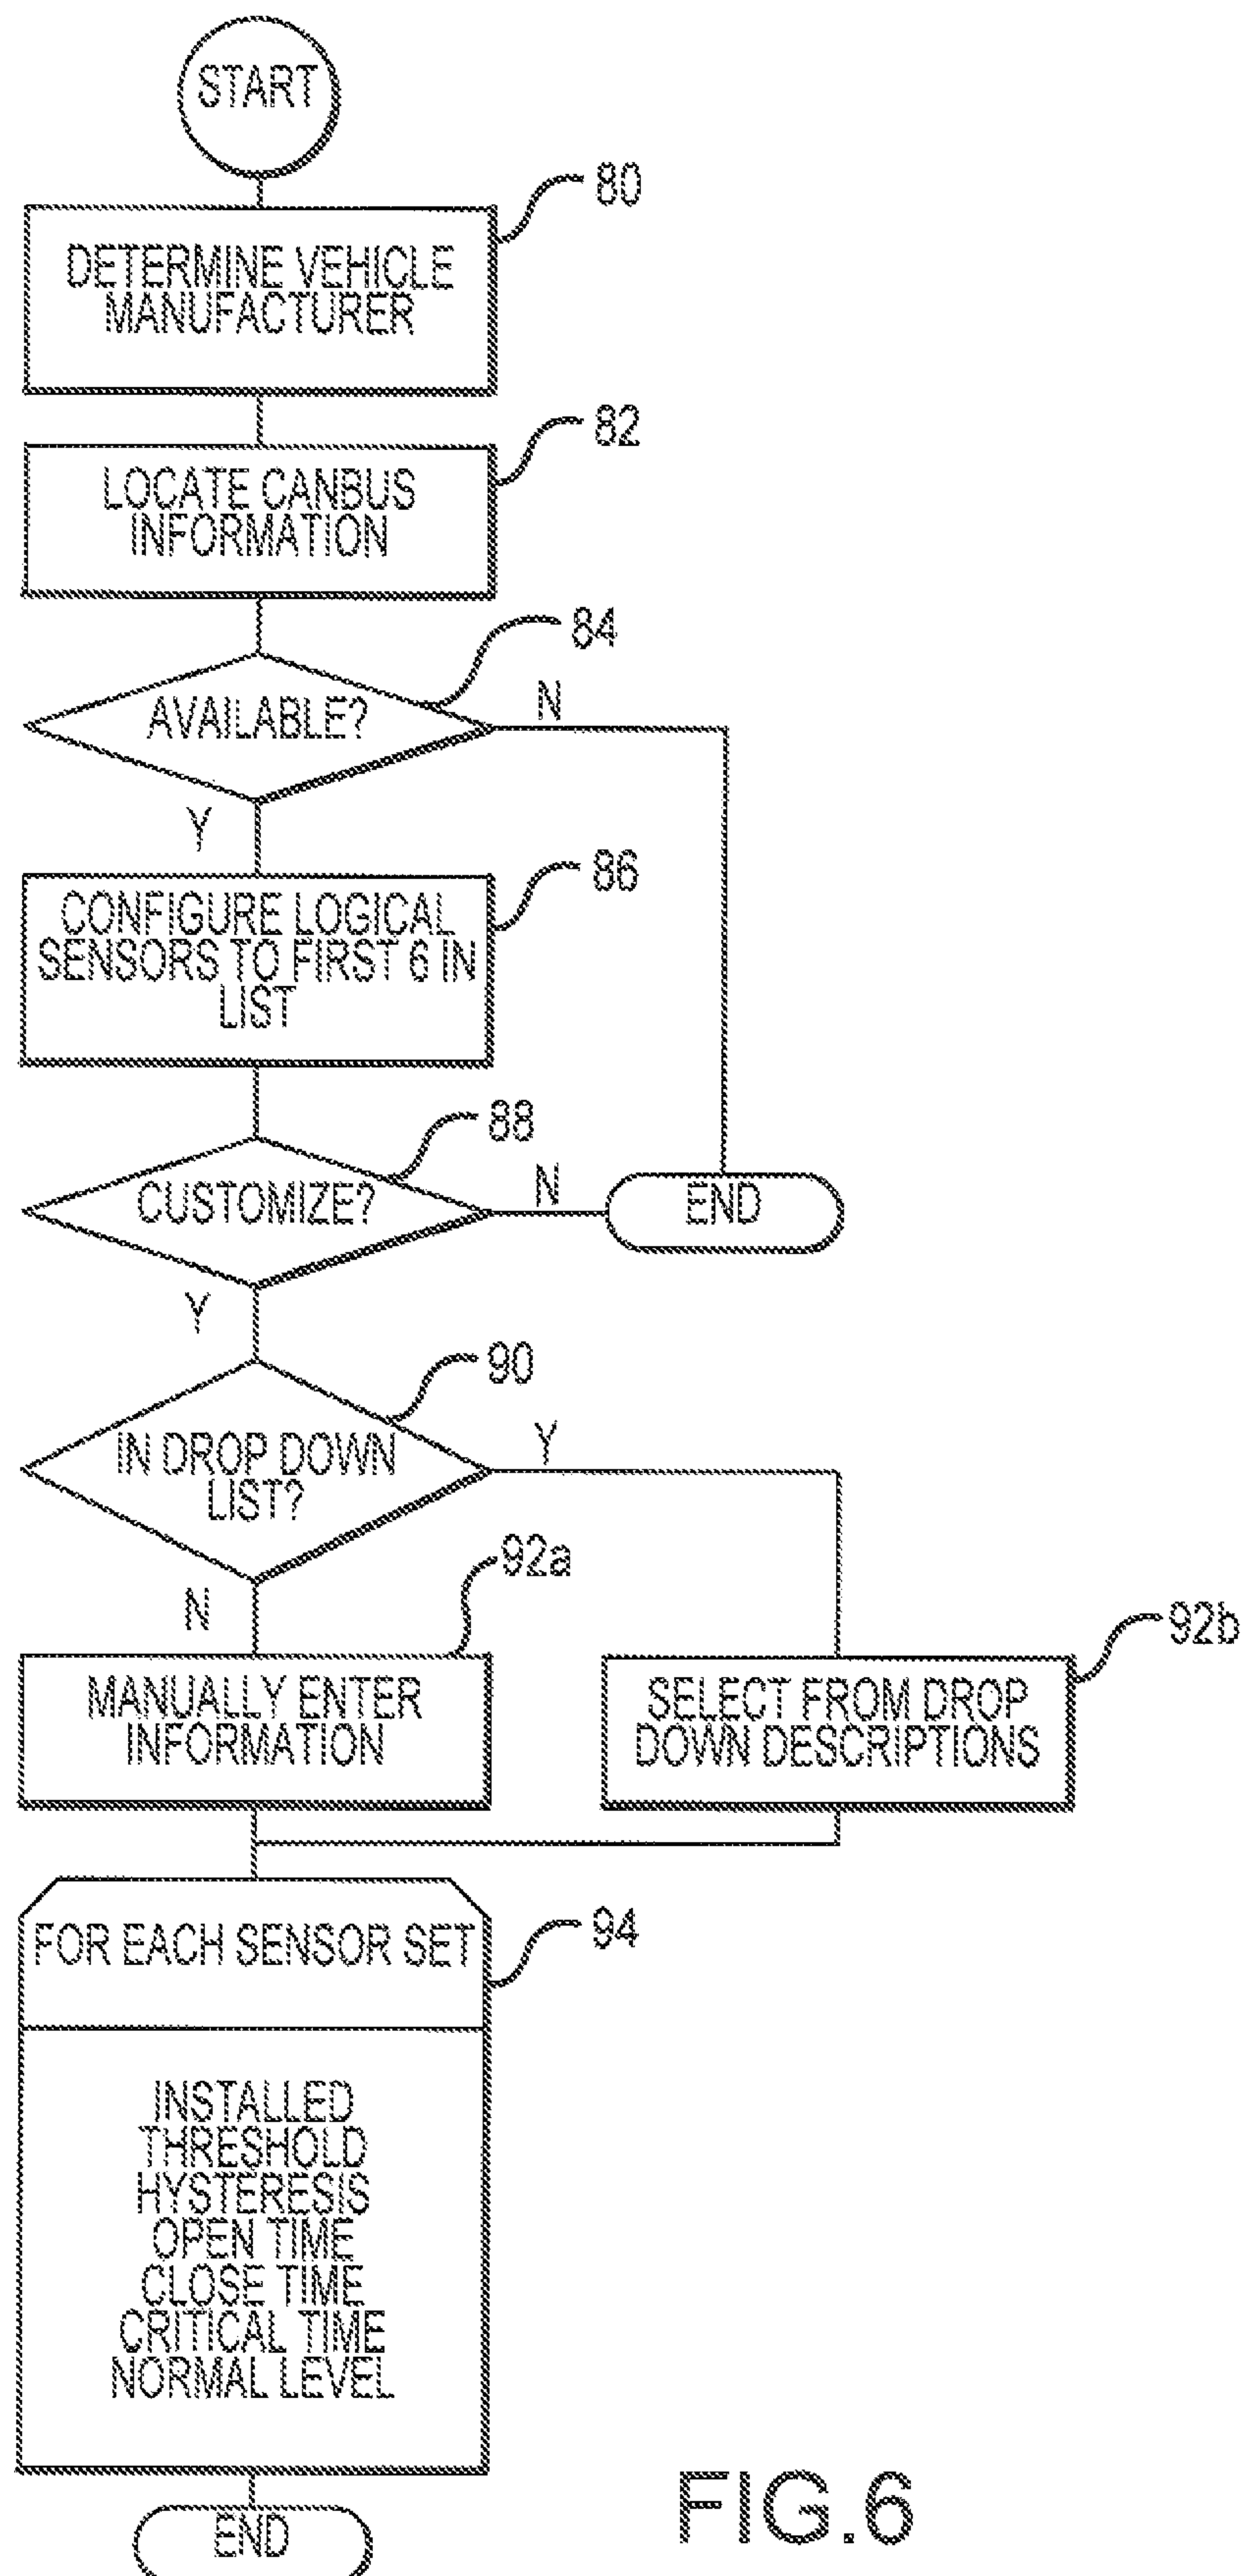 START
80
DETERMINE VEHICLE
MANUFACTURER
82
LOCATE CANBUS
INFORMATION
84
AVAILABLE?
N
Y
86
CONFIGURE LOGICAL
SENSORS TO FIRST 6 IN
LIST
88
CUSTOMIZE?
N
END
Y
90
IN DROP DOWN
LIST?
Y
N
92a
MANUALLY ENTER
INFORMATION
92b
SELECT FROM DROP
DOWN DESCRIPTIONS
94
FOR EACH SENSOR SET
INSTALLED
THRESHOLD
HYSTERESIS
OPEN TIME
CLOSE TIME
CRITICAL TIME
NORMAL LEVEL
END
FIG.6